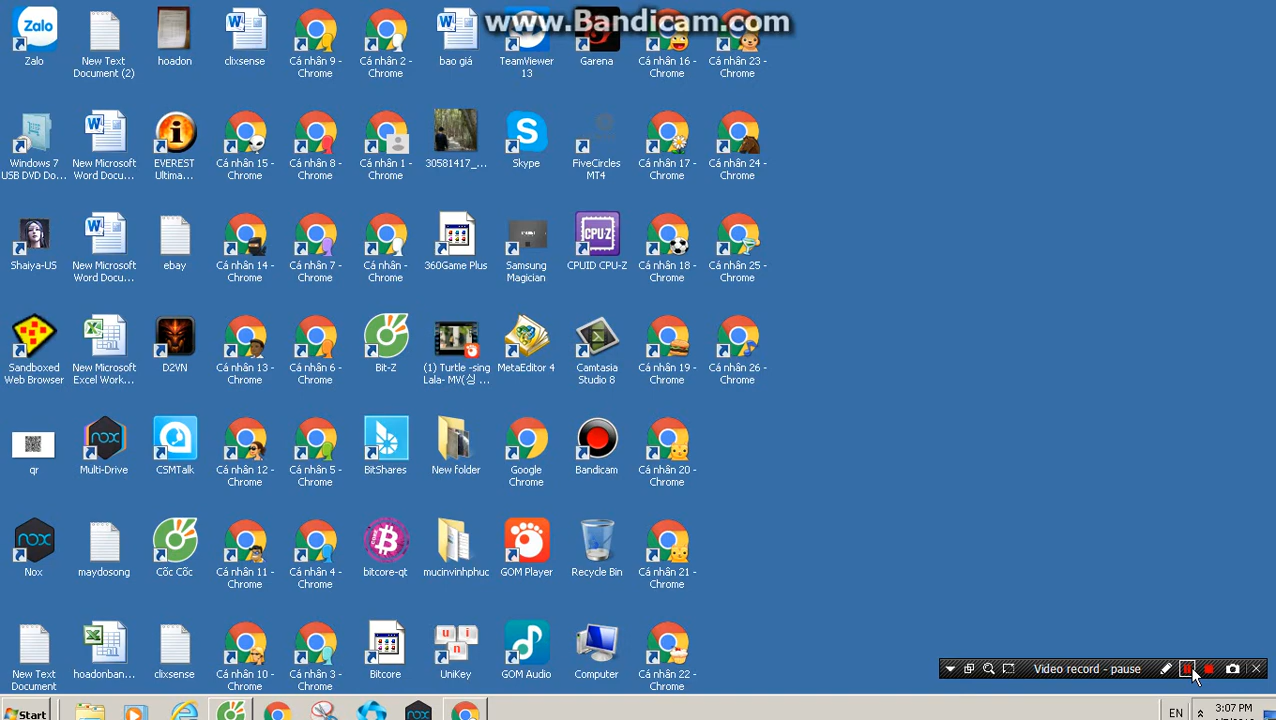 www.Bandicam.com
Zalo
New Text
Document (2)
hoadon
clixsense
Cá nhân 9 -
Chrome
Cá nhân 2 -
Chrome
bao giá
TeamViewer
13
Garena
Cá nhân 16 -
Chrome
Cá nhân 23 -
Chrome
Windows 7
USB DVD Do...
New Microsoft
Word Docu...
EVEREST
Ultima...
Cá nhân 15 -
Chrome
Cá nhân 8 -
Chrome
Cá nhân 1 -
Chrome
30581417_...
Skype
FiveCircles
MT4
Cá nhân 17 -
Chrome
Cá nhân 24 -
Chrome
Shaiya-US
New Microsoft
Word Docu...
ebay
Cá nhân 14 -
Chrome
Cá nhân 7 -
Chrome
Cá nhân -
Chrome
360Game Plus
Samsung
Magician
CPU-Z
CPUID CPU-Z
Cá nhân 18 -
Chrome
Cá nhân 25 -
Chrome
Sandboxed
Web Browser
New Microsoft
Excel Work...
D2VN
Cá nhân 13 -
Chrome
Cá nhân 6 -
Chrome
Bit-Z
(1) Turtle -sing
Lala- MV(싱 ...
MetaEditor 4
Camtasia
Studio 8
Cá nhân 19 -
Chrome
Cá nhân 26 -
Chrome
qr
nox
Multi-Drive
CSMTalk
Cá nhân 12 -
Chrome
Cá nhân 5 -
Chrome
BitShares
New folder
Google
Chrome
Bandicam
Cá nhân 20 -
Chrome
nox
Nox
maydosong
Cốc Cốc
Cá nhân 11 -
Chrome
Cá nhân 4 -
Chrome
bitcore-qt
mucinvinhphuc
GOM Player
Recycle Bin
Cá nhân 21 -
Chrome
New Text
Document
hoadonban...
clixsense
Cá nhân 10 -
Chrome
Cá nhân 3 -
Chrome
Bitcore
u i n
UniKey
GOM Audio
Computer
Cá nhân 22 -
Chrome
Video record - pause
Start
EN
3:07 PM